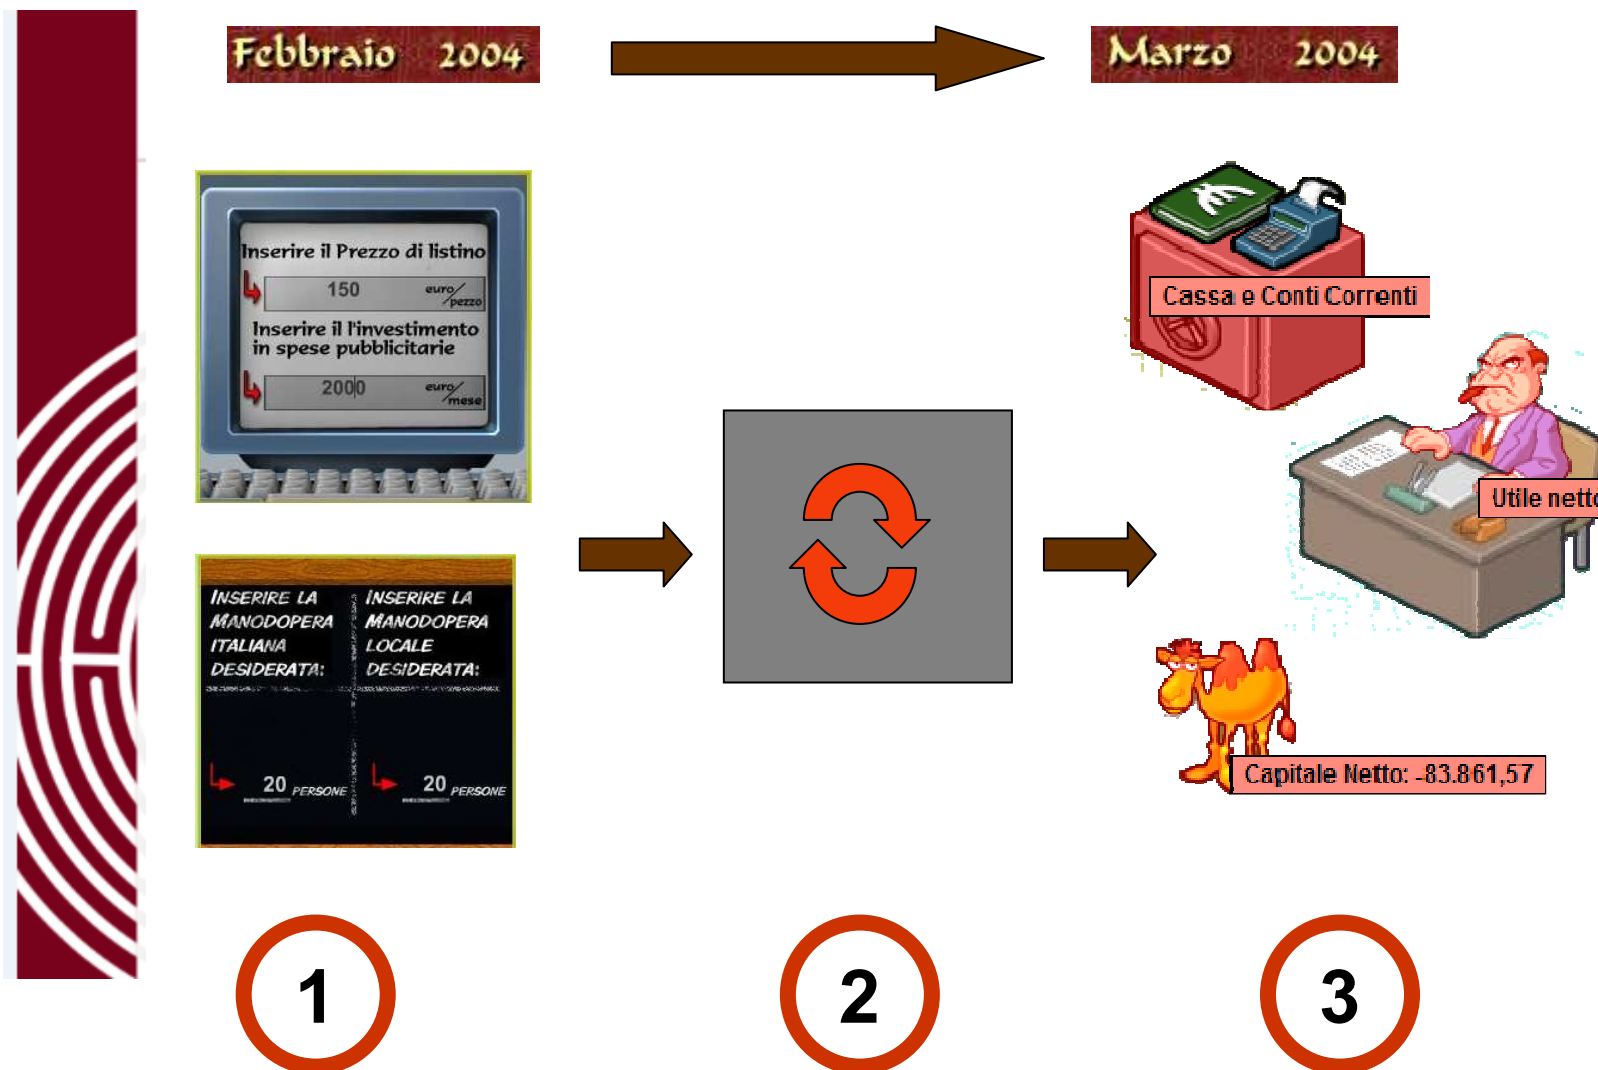 Febbraio 2004
Marzo 2004
Inserire il Prezzo di listino
150 euro/pezzo
Inserire il l'investimento
in spese pubblicitarie
2000 euro/mese
INSERIRE LA
MANODOPERA
ITALIANA
DESIDERATA:
20 PERSONE
INSERIRE LA
MANODOPERA
LOCALE
DESIDERATA:
20 PERSONE
Cassa e Conti Correnti
Utile netto
Capitale Netto: -83.861,57
1
2
3